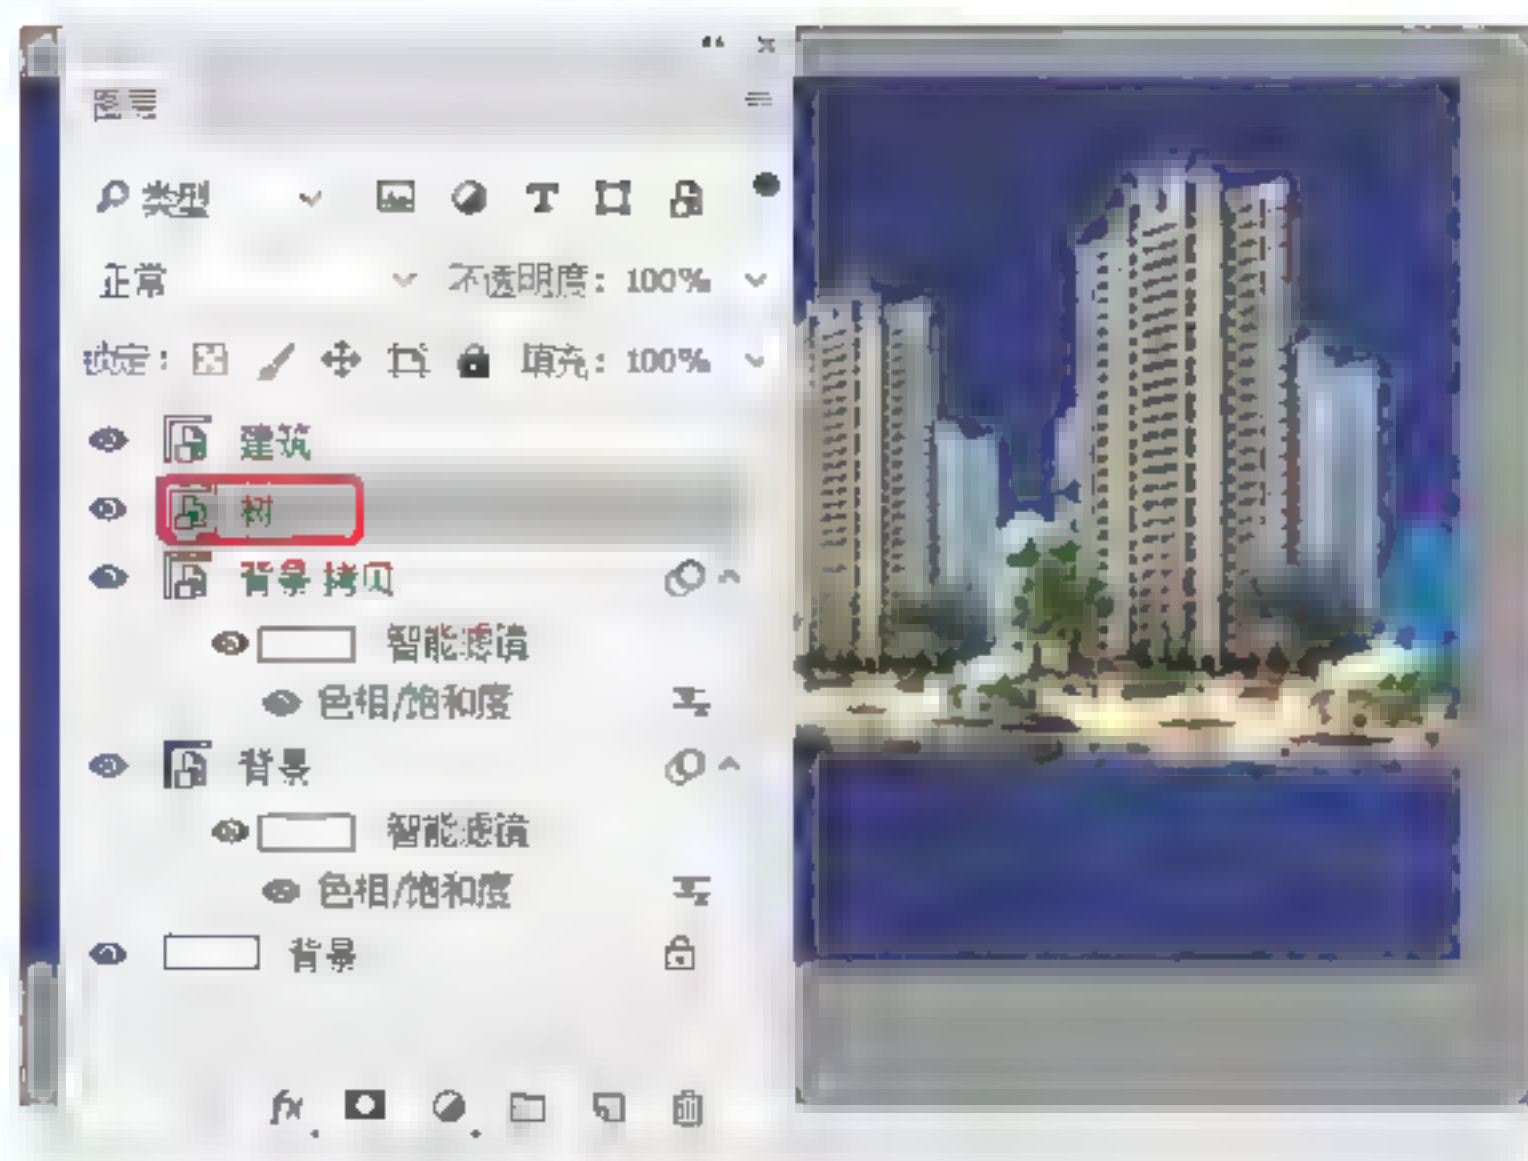 图层
类型
正常 不透明度: 100%
锁定: 填充: 100%
建筑
树
背景 拷贝
智能滤镜
色相/饱和度
背景
智能滤镜
色相/饱和度
背景
fx